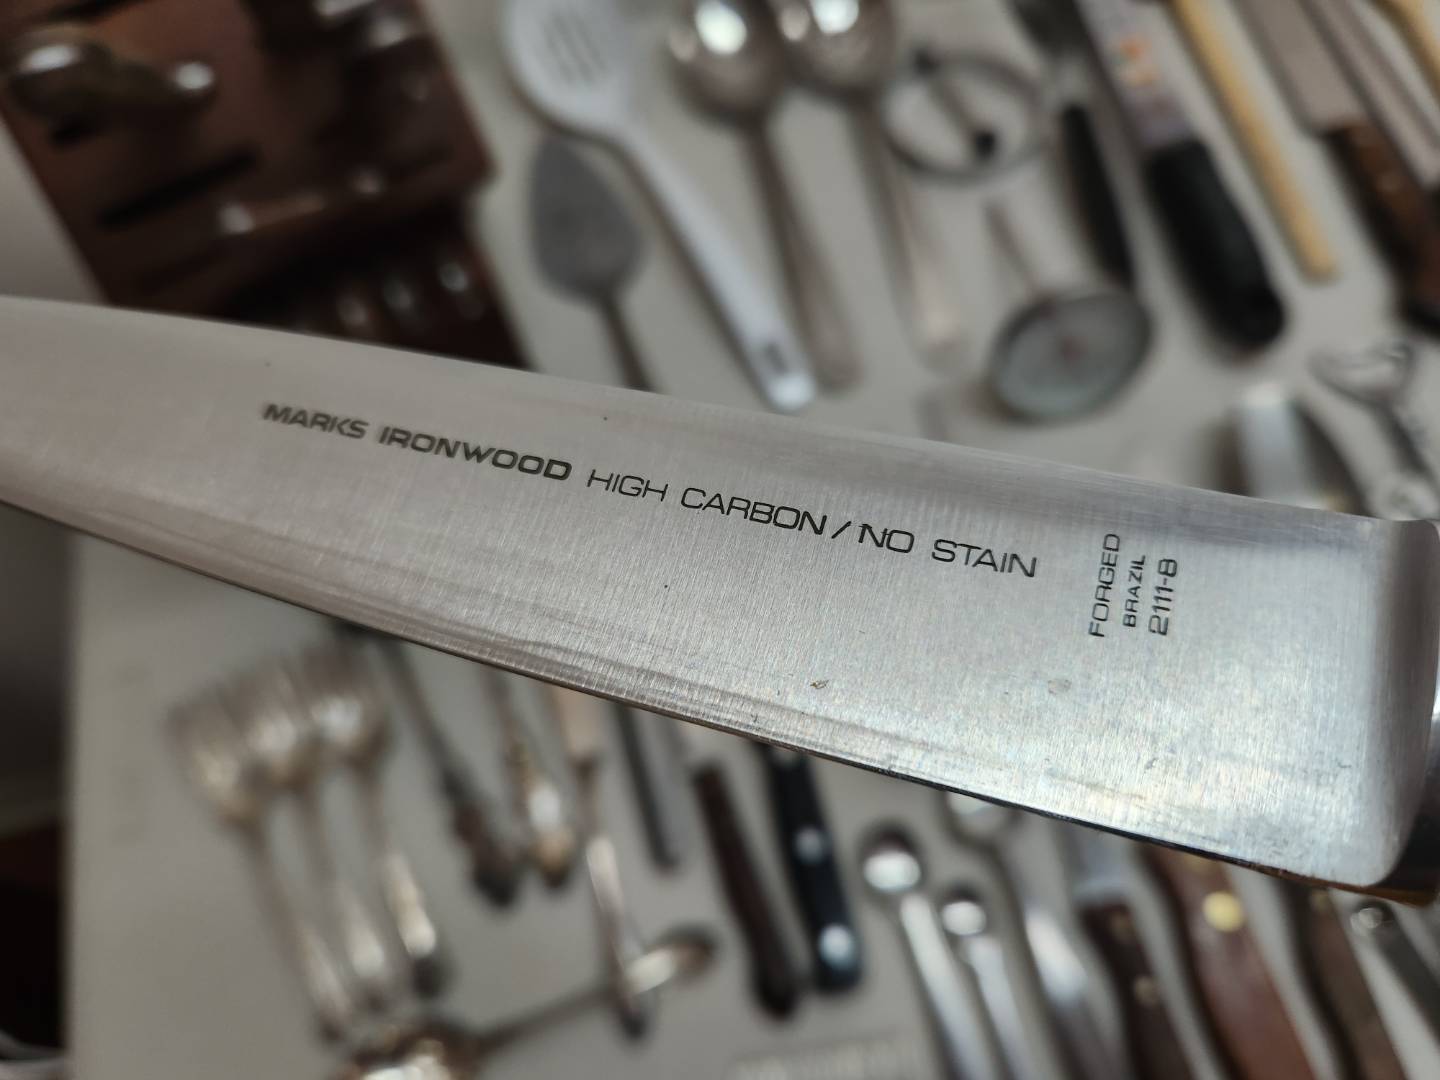 MARKS IRONWOOD HIGH CARBON / NO STAIN
FORGED
BRAZIL
2111-8